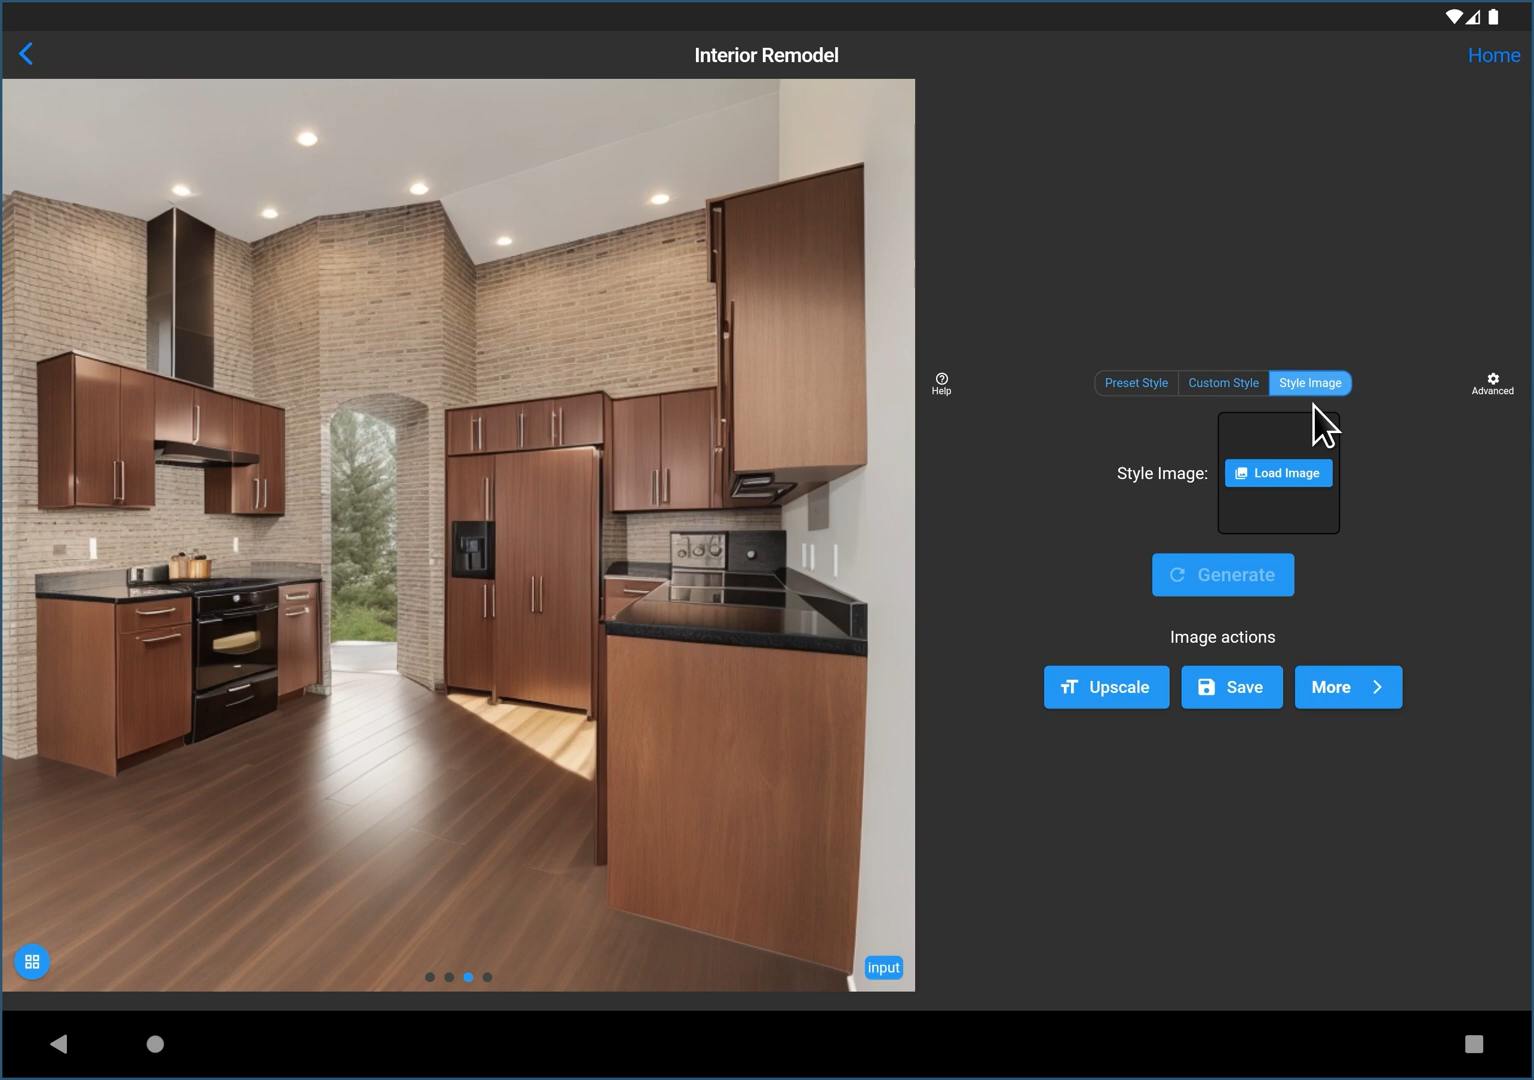 Interior Remodel
Home
Help
Preset Style
Custom Style
Style Image
Advanced
Style Image:
Load Image
Generate
Image actions
Upscale
Save
More
input